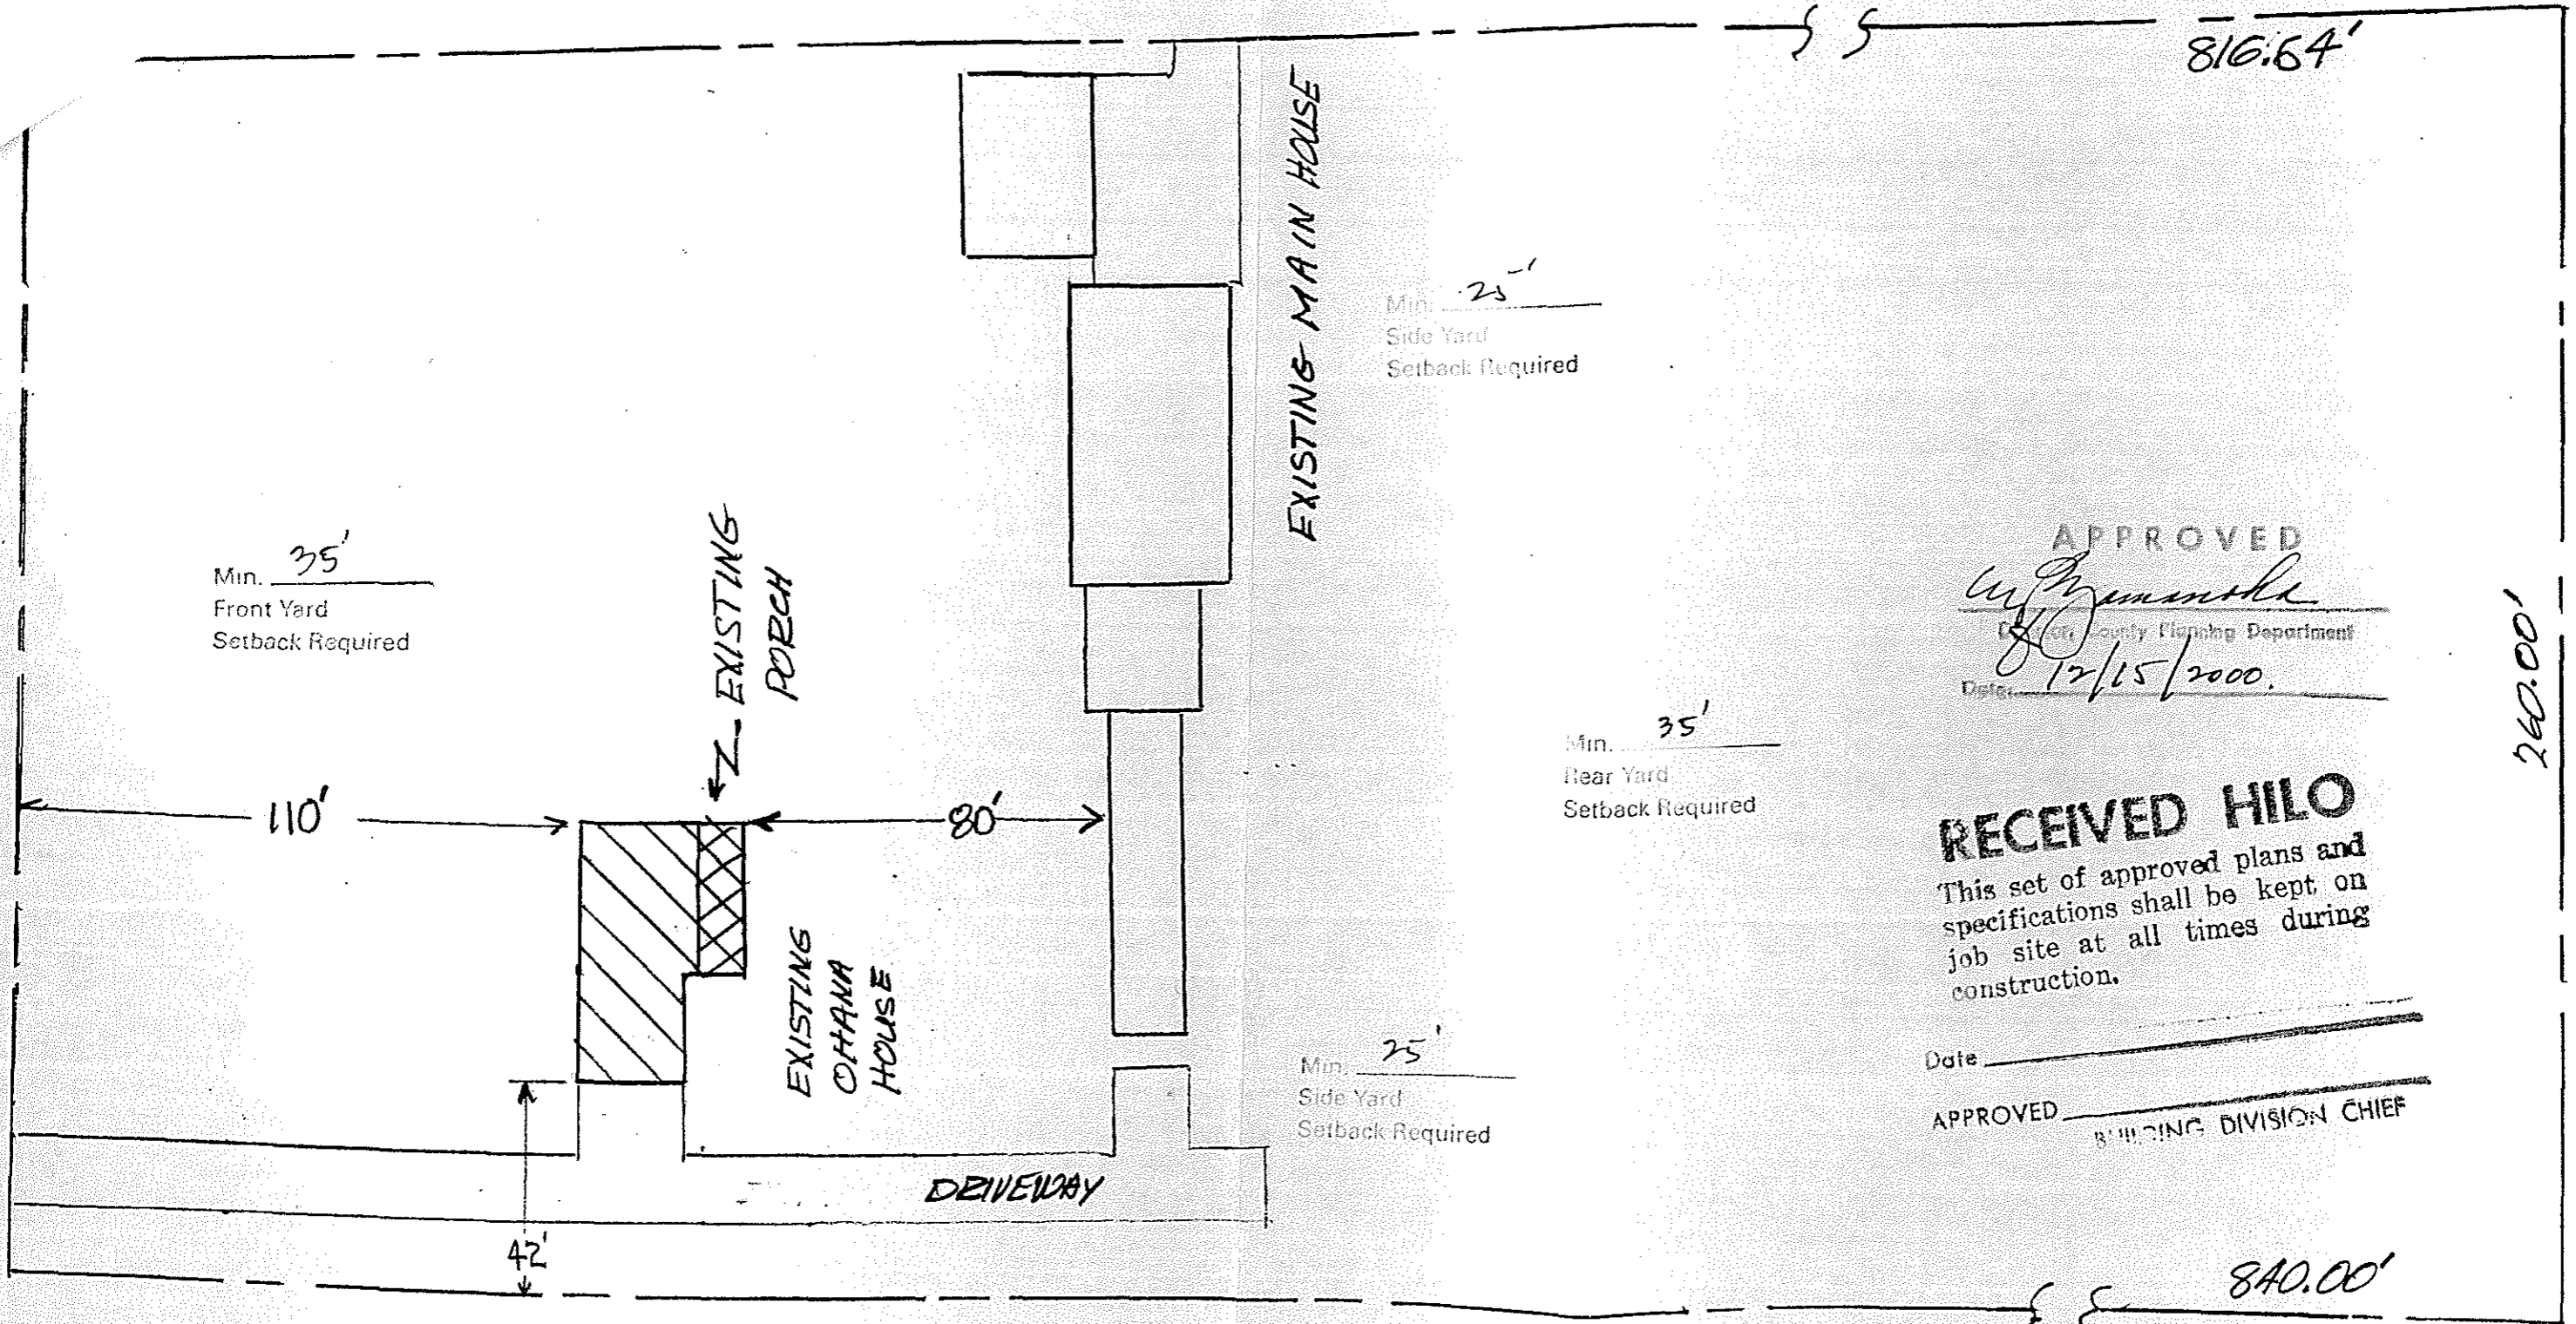 816.54'
EXISTING MAIN HOUSE
Min. 25'
Side Yard
Setback Required
Min. 35'
Front Yard
Setback Required
EXISTING
PORCH
APPROVED
County Planning Department
Date: 12/15/2000.
260.00'
Min. 35'
Rear Yard
Setback Required
110'
80'
RECEIVED HILO
This set of approved plans and
specifications shall be kept on
job site at all times during
construction.
EXISTING
OHANA
HOUSE
Min. 25'
Side Yard
Setback Required
Date
APPROVED
BUILDING DIVISION CHIEF
DRIVEWAY
42'
840.00'